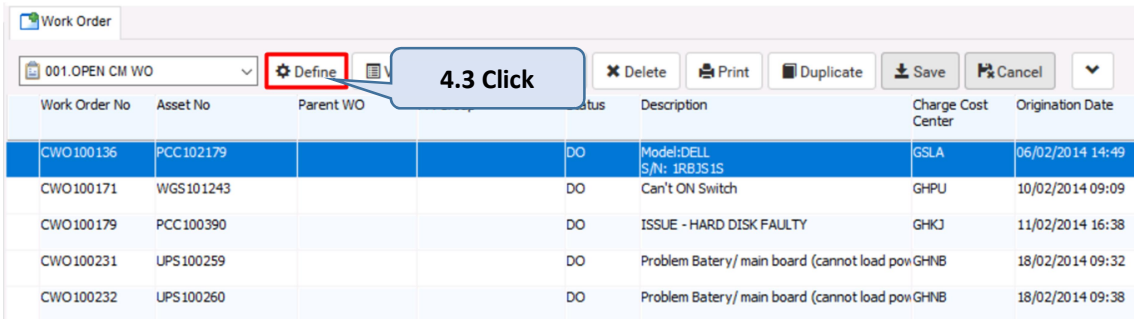 Work Order
001.OPEN CM WO Define 4.3 Click Delete Print Duplicate Save Cancel
Work Order No Asset No Parent WO Description Charge Cost Center Origination Date
CWO100136 PCC102179 DO Model:DELL GSLA 06/02/2014 14:49
S/N: 1RBJS1S
CWO100171 WGS101243 DO Can't ON Switch GHPU 10/02/2014 09:09
CWO100179 PCC100390 DO ISSUE - HARD DISK FAULTY GHKJ 11/02/2014 16:38
CWO100231 UPS100259 DO Problem Batery/ main board (cannot load pow GHNB 18/02/2014 09:32
CWO100232 UPS100260 DO Problem Batery/ main board (cannot load pow GHNB 18/02/2014 09:38